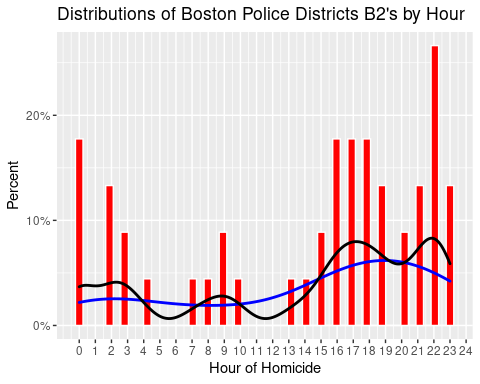 Distributions of Boston Police Districts B2's by Hour
Percent
20%
10%
0%
0 1 2 3 4 5 6 7 8 9 10 11 12 13 14 15 16 17 18 19 20 21 22 23 24
Hour of Homicide